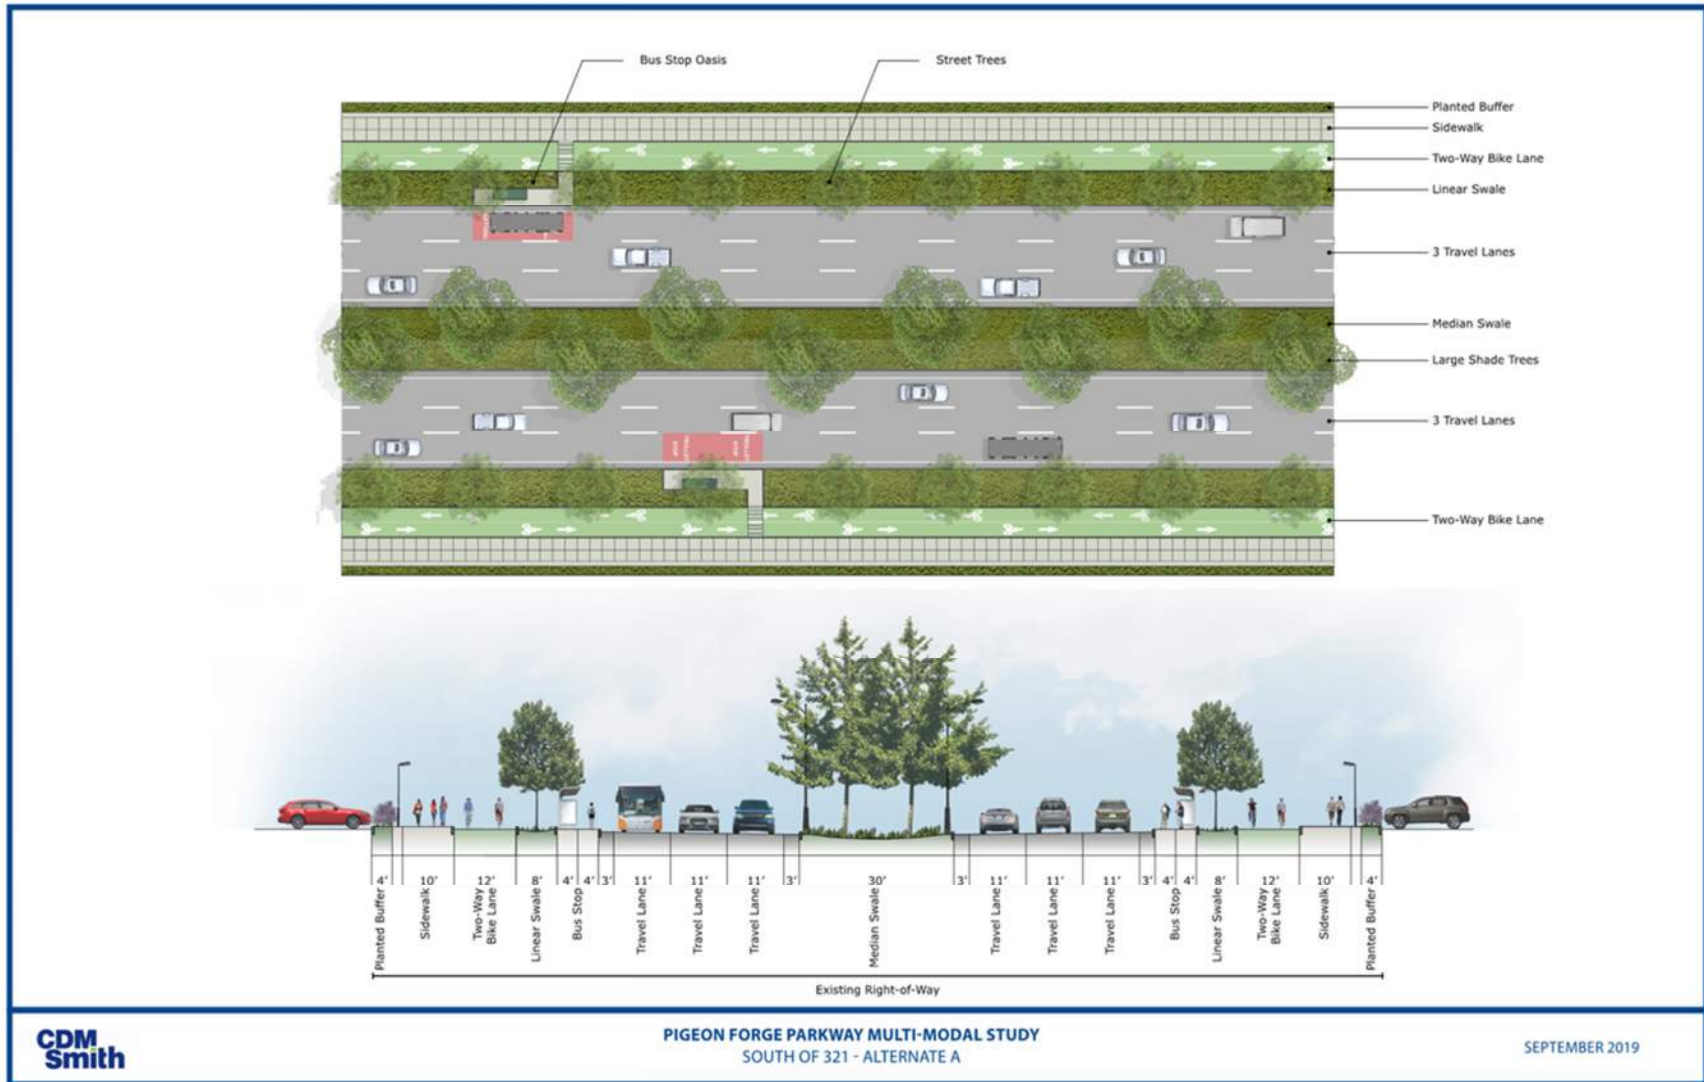 Bus Stop Oasis
Street Trees
Planted Buffer
Sidewalk
Two-Way Bike Lane
Linear Swale
3 Travel Lanes
Median Swale
Large Shade Trees
3 Travel Lanes
Two-Way Bike Lane
4' 10' 12' 8' 4' 4' 3' 11' 11' 11' 3' 30' 3' 11' 11' 11' 3' 4' 4' 8' 12' 10' 4'
Planted Buffer
Sidewalk
Two-Way
Bike Lane
Linear Swale
Bus Stop
Travel Lane
Travel Lane
Travel Lane
Median Swale
Travel Lane
Travel Lane
Travel Lane
Bus Stop
Linear Swale
Two-Way
Bike Lane
Sidewalk
Planted Buffer
Existing Right-of-Way
CDM
Smith
PIGEON FORGE PARKWAY MULTI-MODAL STUDY
SOUTH OF 321 - ALTERNATE A
SEPTEMBER 2019